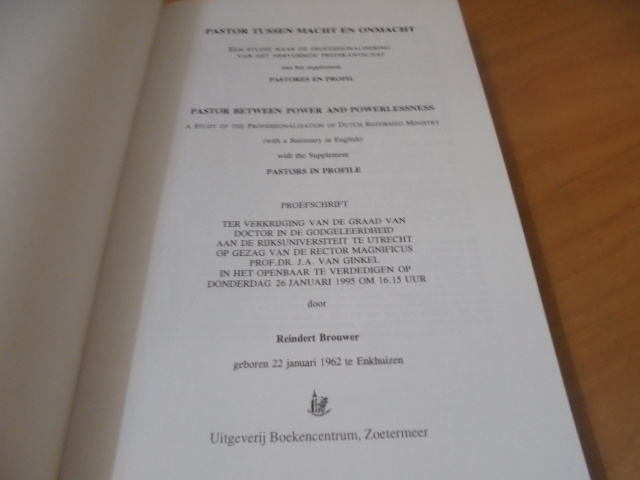 PASTOR TUSSEN MACHT EN ONMACHT
EEN STUDIE NAAR DE PROFESSIONALISERING
VAN HET HERVORMDE PREDIKANTSCHAP
met het supplement
PASTORES EN PROFIL
PASTOR BETWEEN POWER AND POWERLESSNESS
A STUDY OF THE PROFESSIONALIZATION OF DUTCH REFORMED MINISTRY
(with a Summary in English)
with the Supplement
PASTORS IN PROFILE
PROEFSCHRIFT
TER VERKRIJGING VAN DE GRAAD VAN
DOCTOR IN DE GODGELEERDHEID
AAN DE RIJKSUNIVERSITEIT TE UTRECHT
OP GEZAG VAN DE RECTOR MAGNIFICUS
PROF.DR. J.A. VAN GINKEL
IN HET OPENBAAR TE VERDEDIGEN OP
DONDERDAG 26 JANUARI 1995 OM 16.15 UUR
door
Reindert Brouwer
geboren 22 januari 1962 te Enkhuizen
Uitgeverij Boekencentrum, Zoetermeer